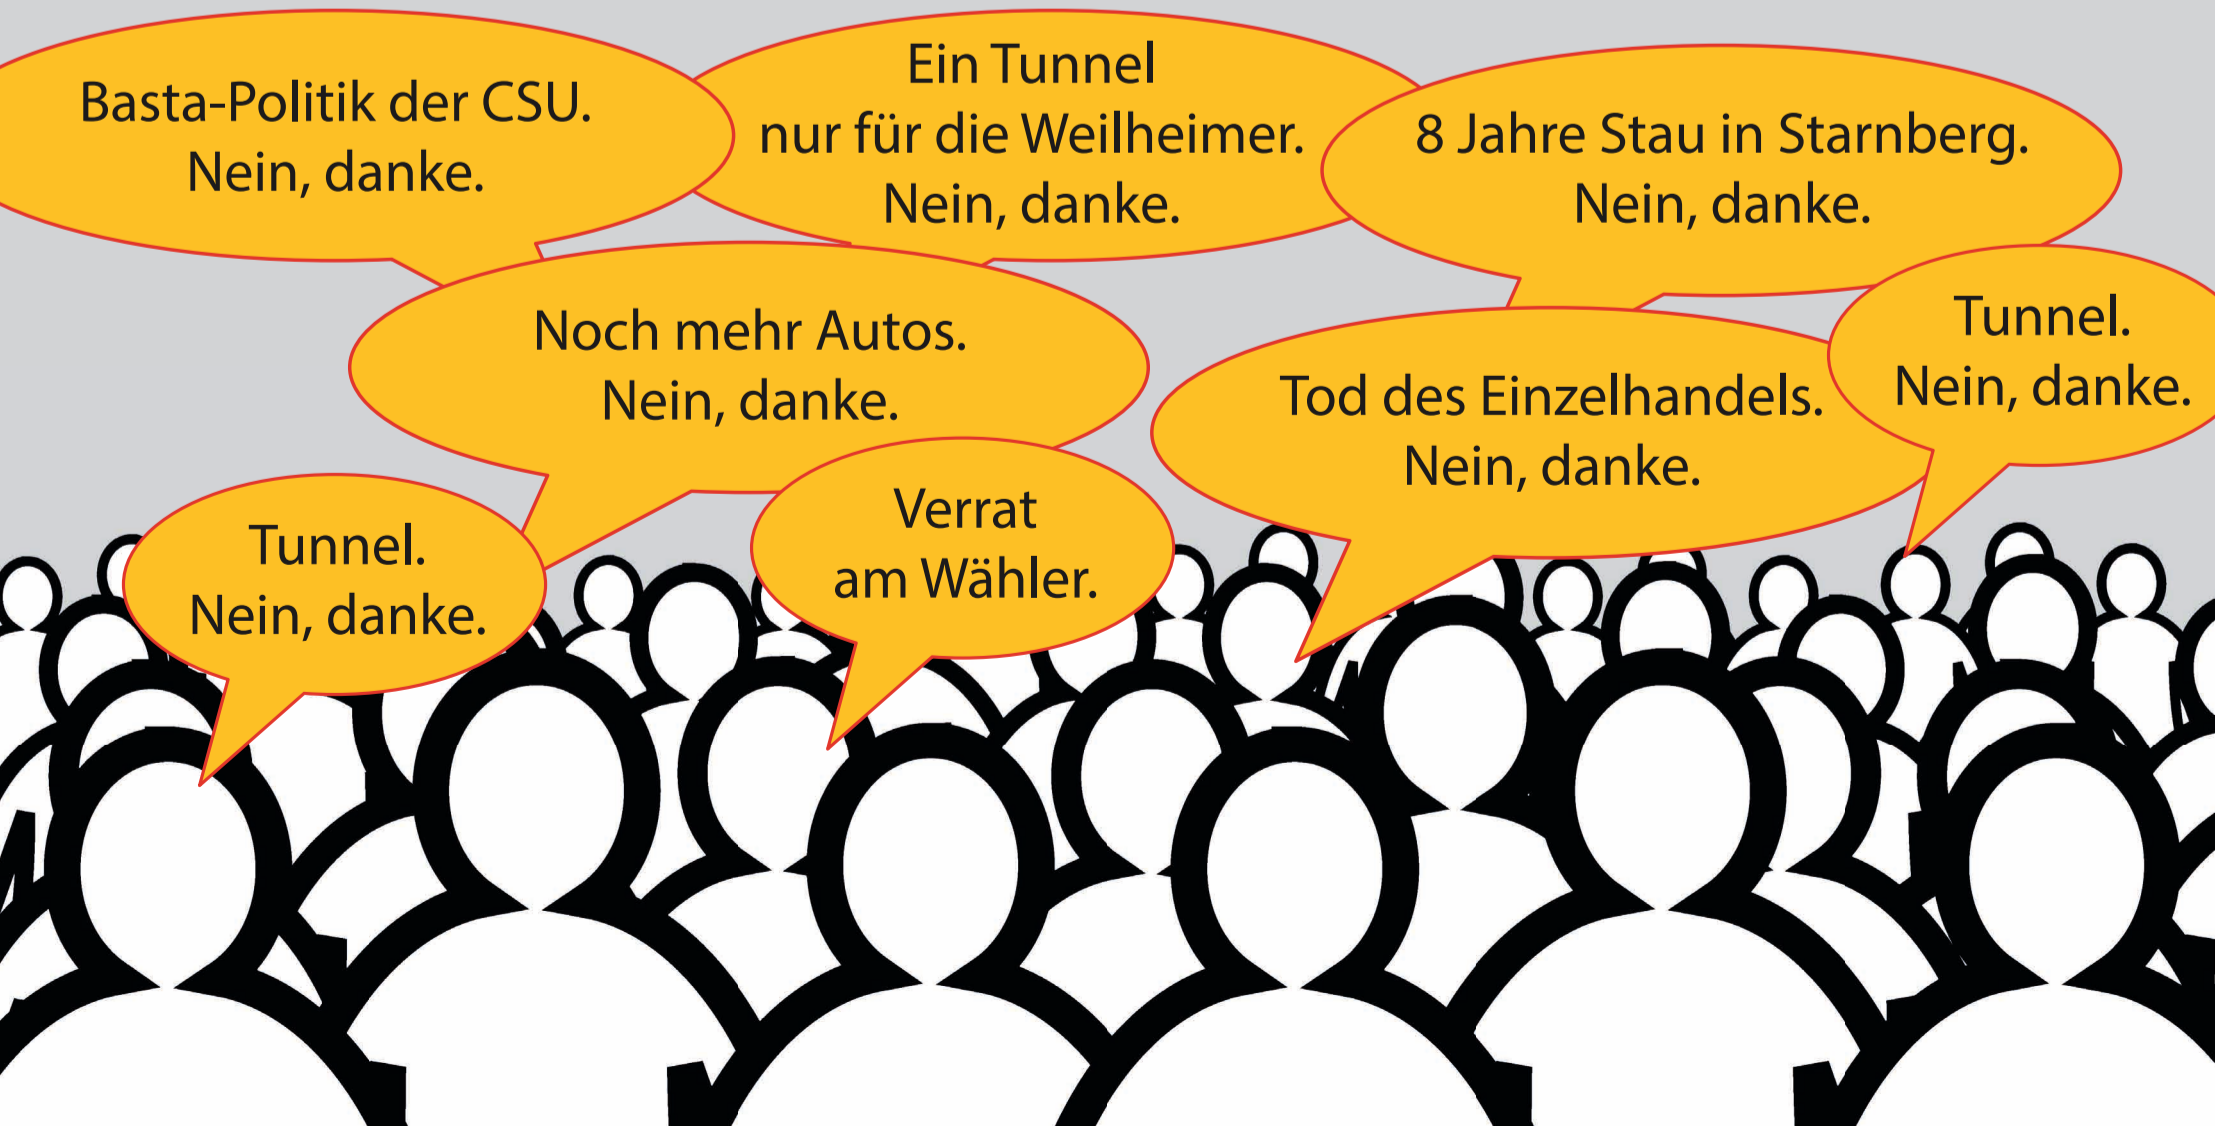 Basta-Politik der CSU.
Nein, danke.
Ein Tunnel
nur für die Weilheimer.
Nein, danke.
8 Jahre Stau in Starnberg.
Nein, danke.
Noch mehr Autos.
Nein, danke.
Tod des Einzelhandels.
Nein, danke.
Tunnel.
Nein, danke.
Tunnel.
Nein, danke.
Verrat
am Wähler.